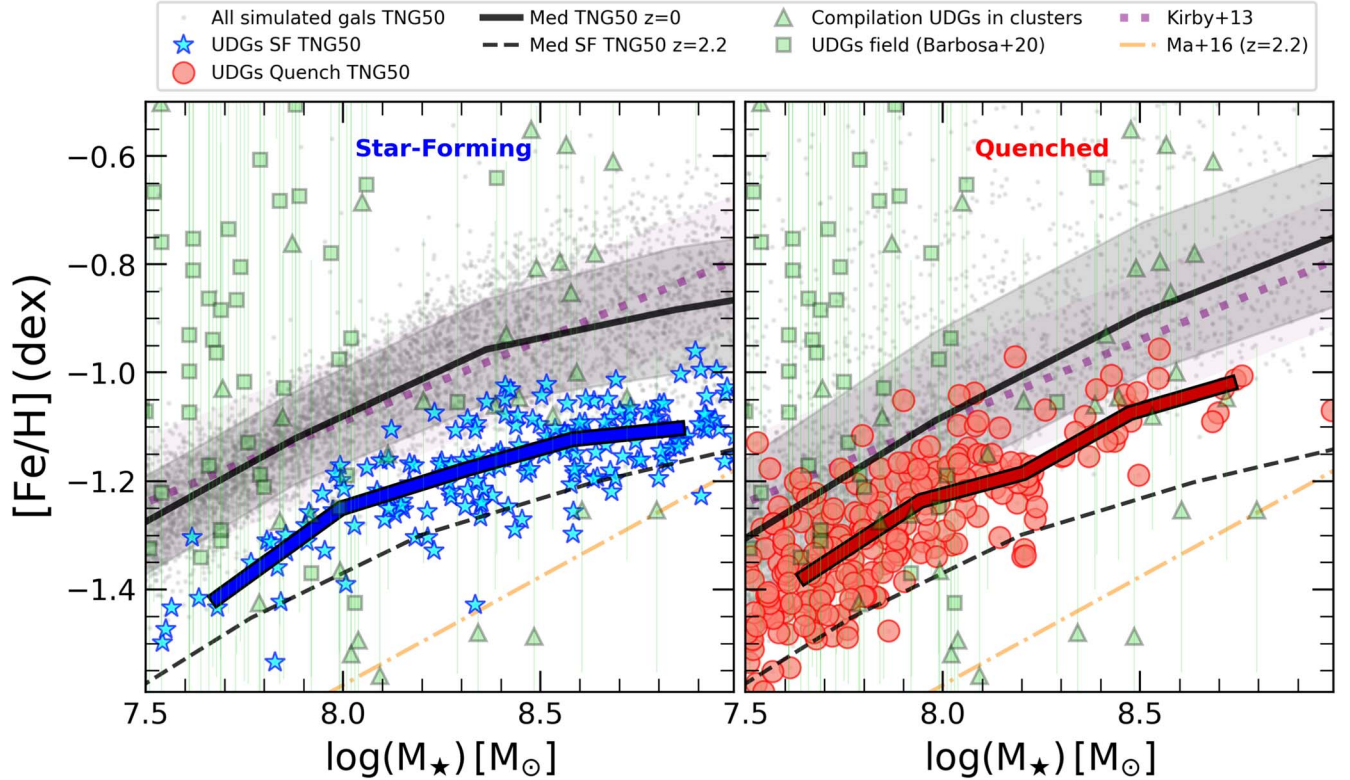 All simulated gals TNG50
UDGs SF TNG50
UDGs Quench TNG50
Med TNG50 z=0
Med SF TNG50 z=2.2
Compilation UDGs in clusters
UDGs field (Barbosa+20)
Kirby+13
Ma+16 (z=2.2)
Star-Forming
Quenched
[Fe/H] (dex)
−0.6
−0.8
−1.0
−1.2
−1.4
7.5 8.0 8.5 7.5 8.0 8.5
log(M★) [M⊙] log(M★) [M⊙]